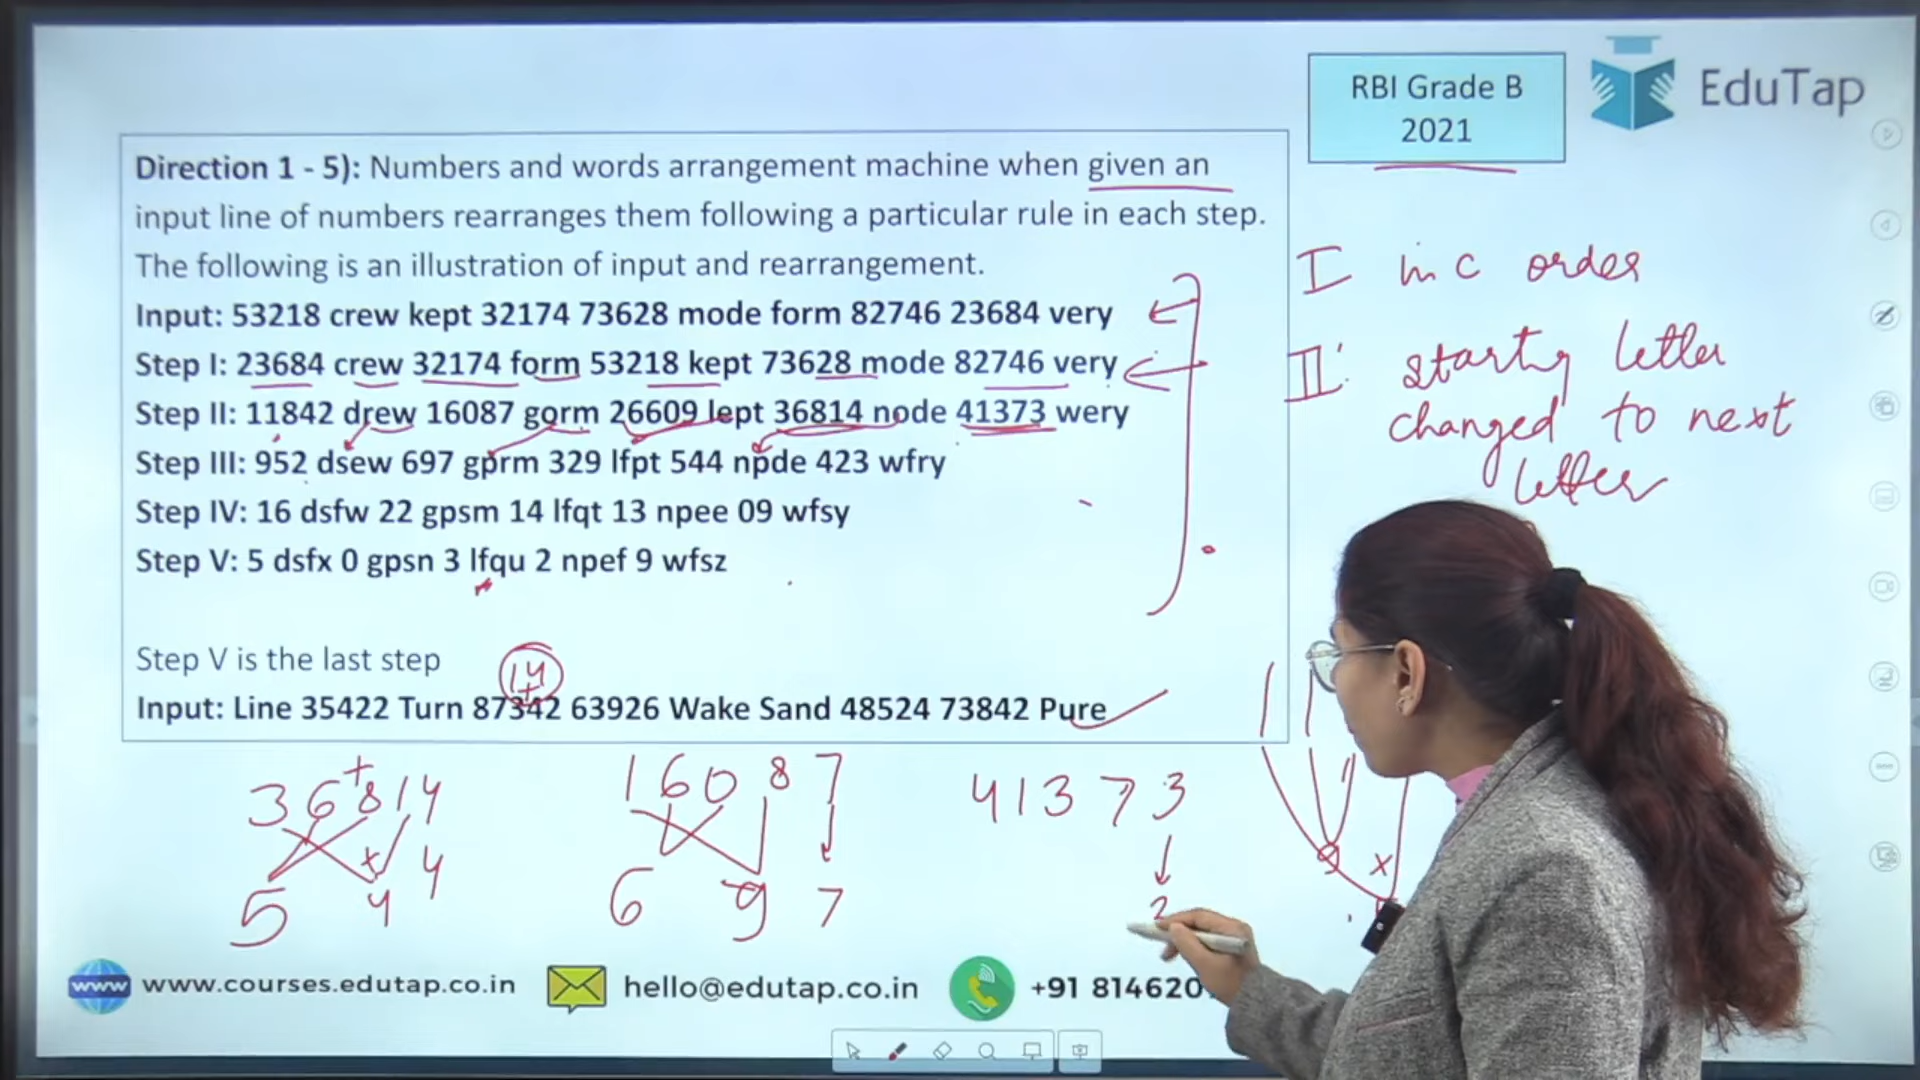 RBI Grade B
2021
EduTap
Direction 1 - 5): Numbers and words arrangement machine when given an
input line of numbers rearranges them following a particular rule in each step.
The following is an illustration of input and rearrangement.
Input: 53218 crew kept 32174 73628 mode form 82746 23684 very
Step I: 23684 crew 32174 form 53218 kept 73628 mode 82746 very
Step II: 11842 drew 16087 gorm 26609 lept 36814 node 41373 wery
Step III: 952 dsew 697 gprm 329 lfpt 544 npde 423 wfry
Step IV: 16 dsfw 22 gpsm 14 lfqt 13 npee 09 wfsy
Step V: 5 dsfx 0 gpsn 3 lfqu 2 npef 9 wfsz
Step V is the last step
14
Input: Line 35422 Turn 87342 63926 Wake Sand 48524 73842 Pure
I inc order
II starty letter
changed to next
letter
36814
5 4 4
16087
6 9 7
41373
www
www.courses.edutap.co.in
hello@edutap.co.in